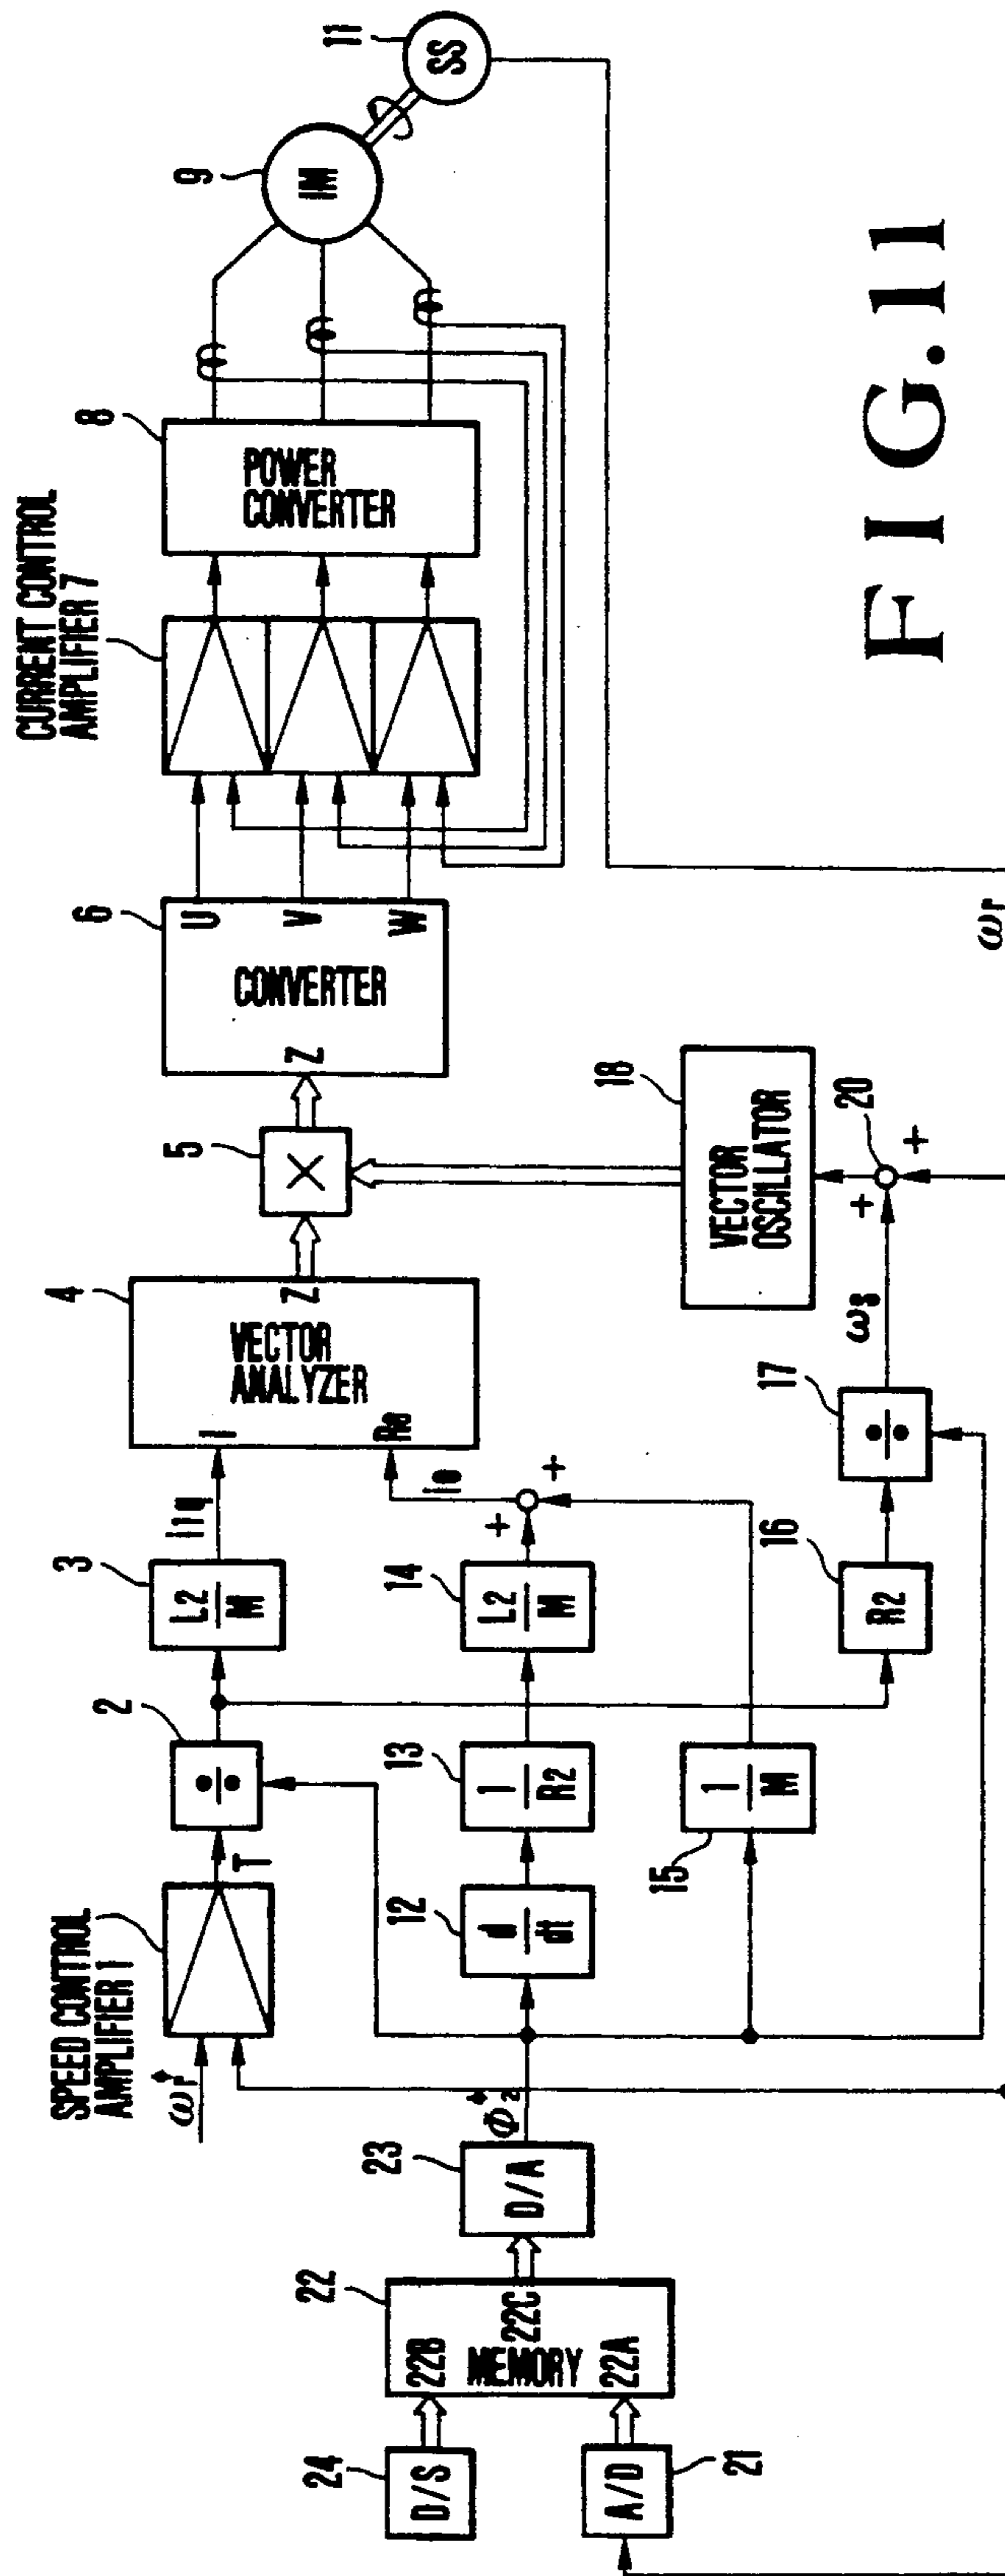 SPEED CONTROL
AMPLIFIER 1
ωr*
T
2
÷
3
L2
M
i1q
4
I
VECTOR
ANALYZER
Z
Re
io
5
×
6
Z
CONVERTER
U
V
W
CURRENT CONTROL
AMPLIFIER 7
8
POWER
CONVERTER
9
IM
11
SS
24
D/S
22
22B
22C
MEMORY
22A
21
A/D
23
D/A
Φ2*
12
d
dt
13
1
R2
14
L2
M
+
+
15
1
M
16
R2
17
÷
ωs
18
VECTOR
OSCILLATOR
20
+
+
ωr
FIG.11